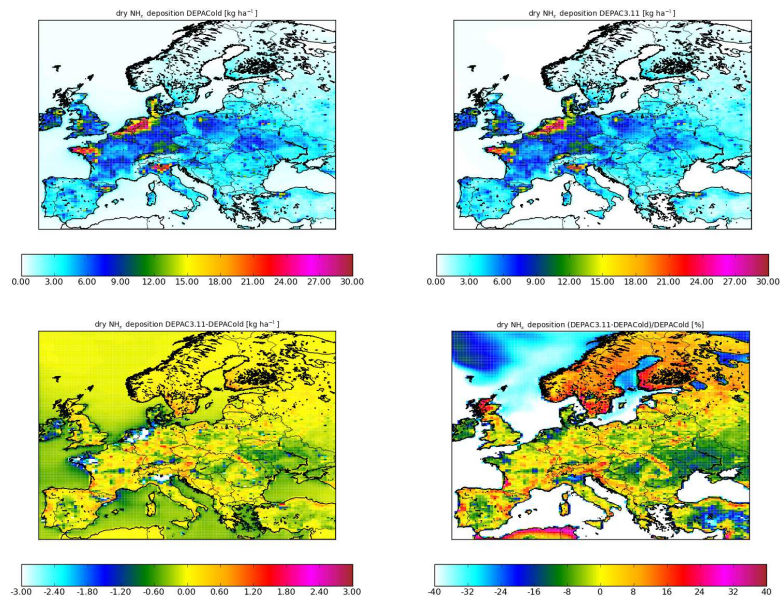 dry NHₓ deposition DEPACold [kg ha⁻¹]
dry NHₓ deposition DEPAC3.11 [kg ha⁻¹]
0.00 3.00 6.00 9.00 12.00 15.00 18.00 21.00 24.00 27.00 30.00
0.00 3.00 6.00 9.00 12.00 15.00 18.00 21.00 24.00 27.00 30.00
dry NHₓ deposition DEPAC3.11-DEPACold [kg ha⁻¹]
dry NHₓ deposition (DEPAC3.11-DEPACold)/DEPACold [%]
-3.00 -2.40 -1.80 -1.20 -0.60 0.00 0.60 1.20 1.80 2.40 3.00
-40 -32 -24 -16 -8 0 8 16 24 32 40